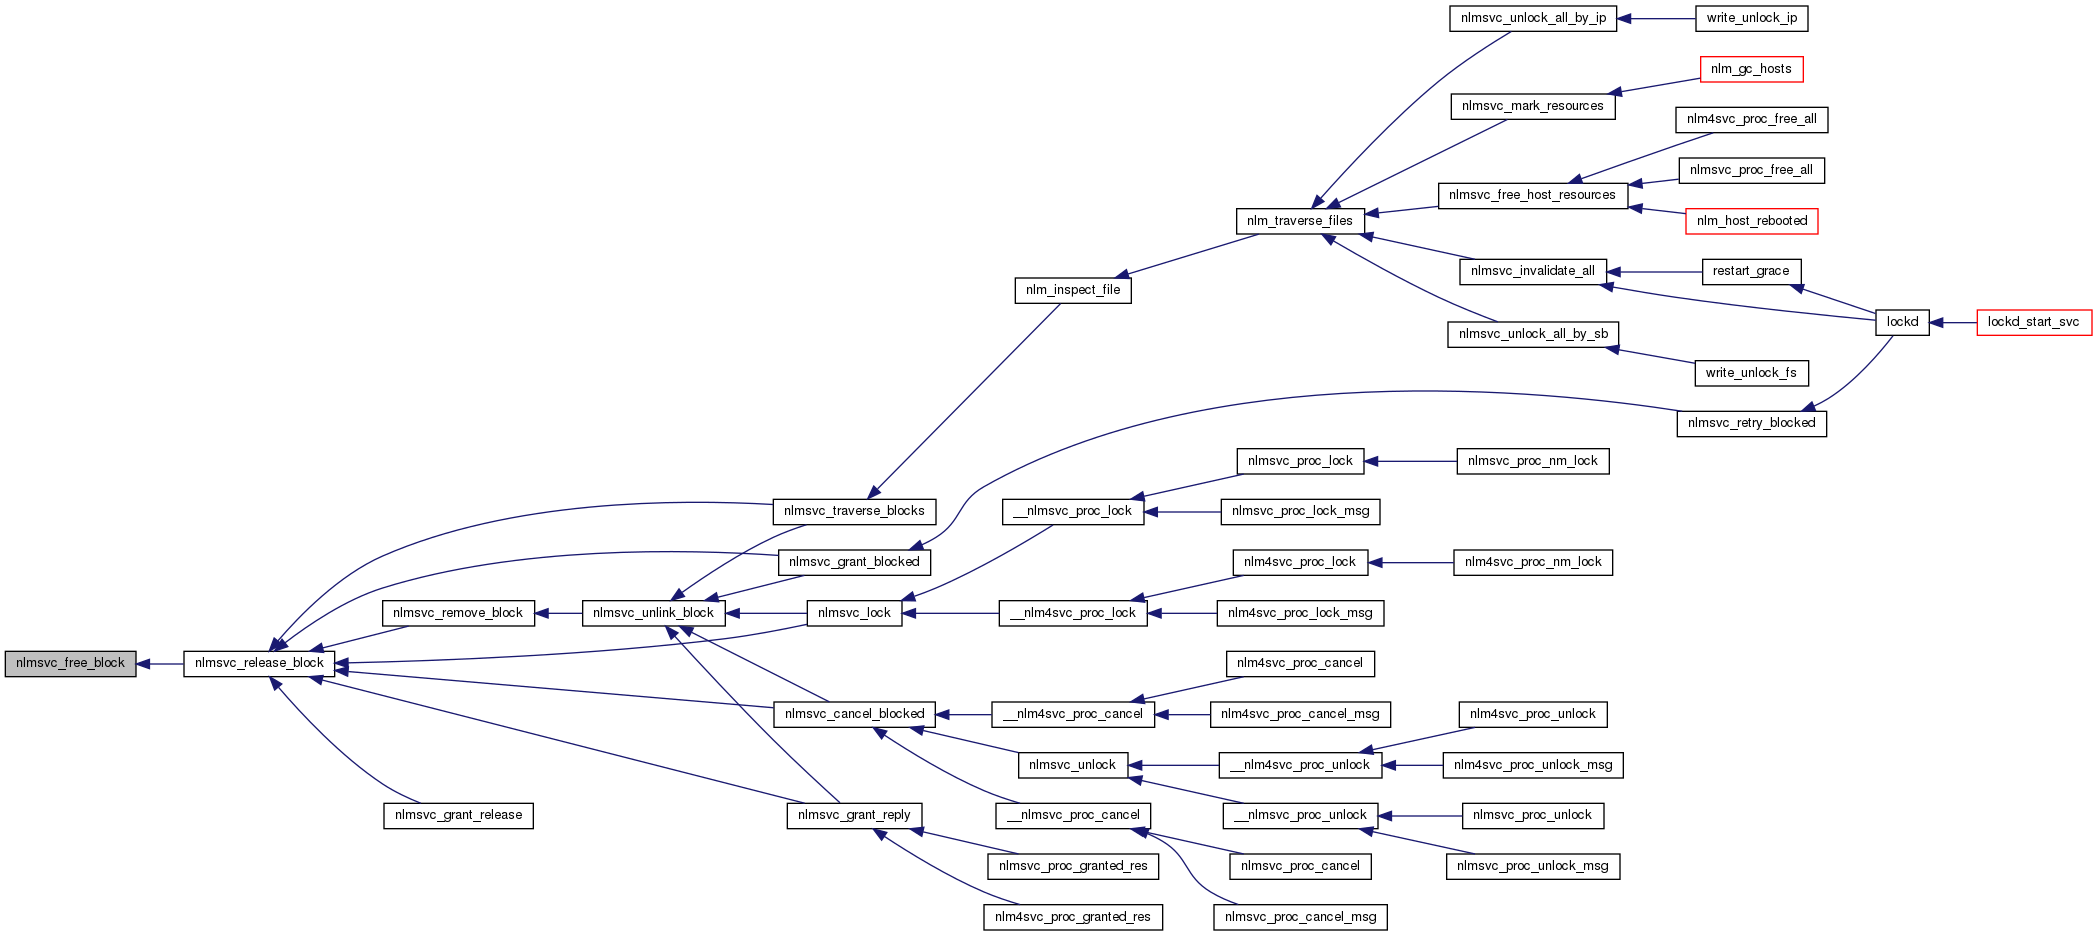 nlmsvc_unlock_all_by_ip
write_unlock_ip
nlm_gc_hosts
nlmsvc_mark_resources
nlm4svc_proc_free_all
nlmsvc_proc_free_all
nlmsvc_free_host_resources
nlm_traverse_files
nlm_host_rebooted
nlmsvc_invalidate_all
restart_grace
nlm_inspect_file
lockd
lockd_start_svc
nlmsvc_unlock_all_by_sb
write_unlock_fs
nlmsvc_retry_blocked
nlmsvc_proc_lock
nlmsvc_proc_nm_lock
nlmsvc_traverse_blocks
__nlmsvc_proc_lock
nlmsvc_proc_lock_msg
nlmsvc_grant_blocked
nlm4svc_proc_lock
nlm4svc_proc_nm_lock
nlmsvc_remove_block
nlmsvc_unlink_block
nlmsvc_lock
__nlm4svc_proc_lock
nlm4svc_proc_lock_msg
nlmsvc_free_block
nlmsvc_release_block
nlm4svc_proc_cancel
nlmsvc_cancel_blocked
__nlm4svc_proc_cancel
nlm4svc_proc_cancel_msg
nlm4svc_proc_unlock
nlmsvc_unlock
__nlm4svc_proc_unlock
nlm4svc_proc_unlock_msg
nlmsvc_grant_release
nlmsvc_grant_reply
__nlmsvc_proc_cancel
__nlmsvc_proc_unlock
nlmsvc_proc_unlock
nlmsvc_proc_granted_res
nlmsvc_proc_cancel
nlmsvc_proc_unlock_msg
nlm4svc_proc_granted_res
nlmsvc_proc_cancel_msg